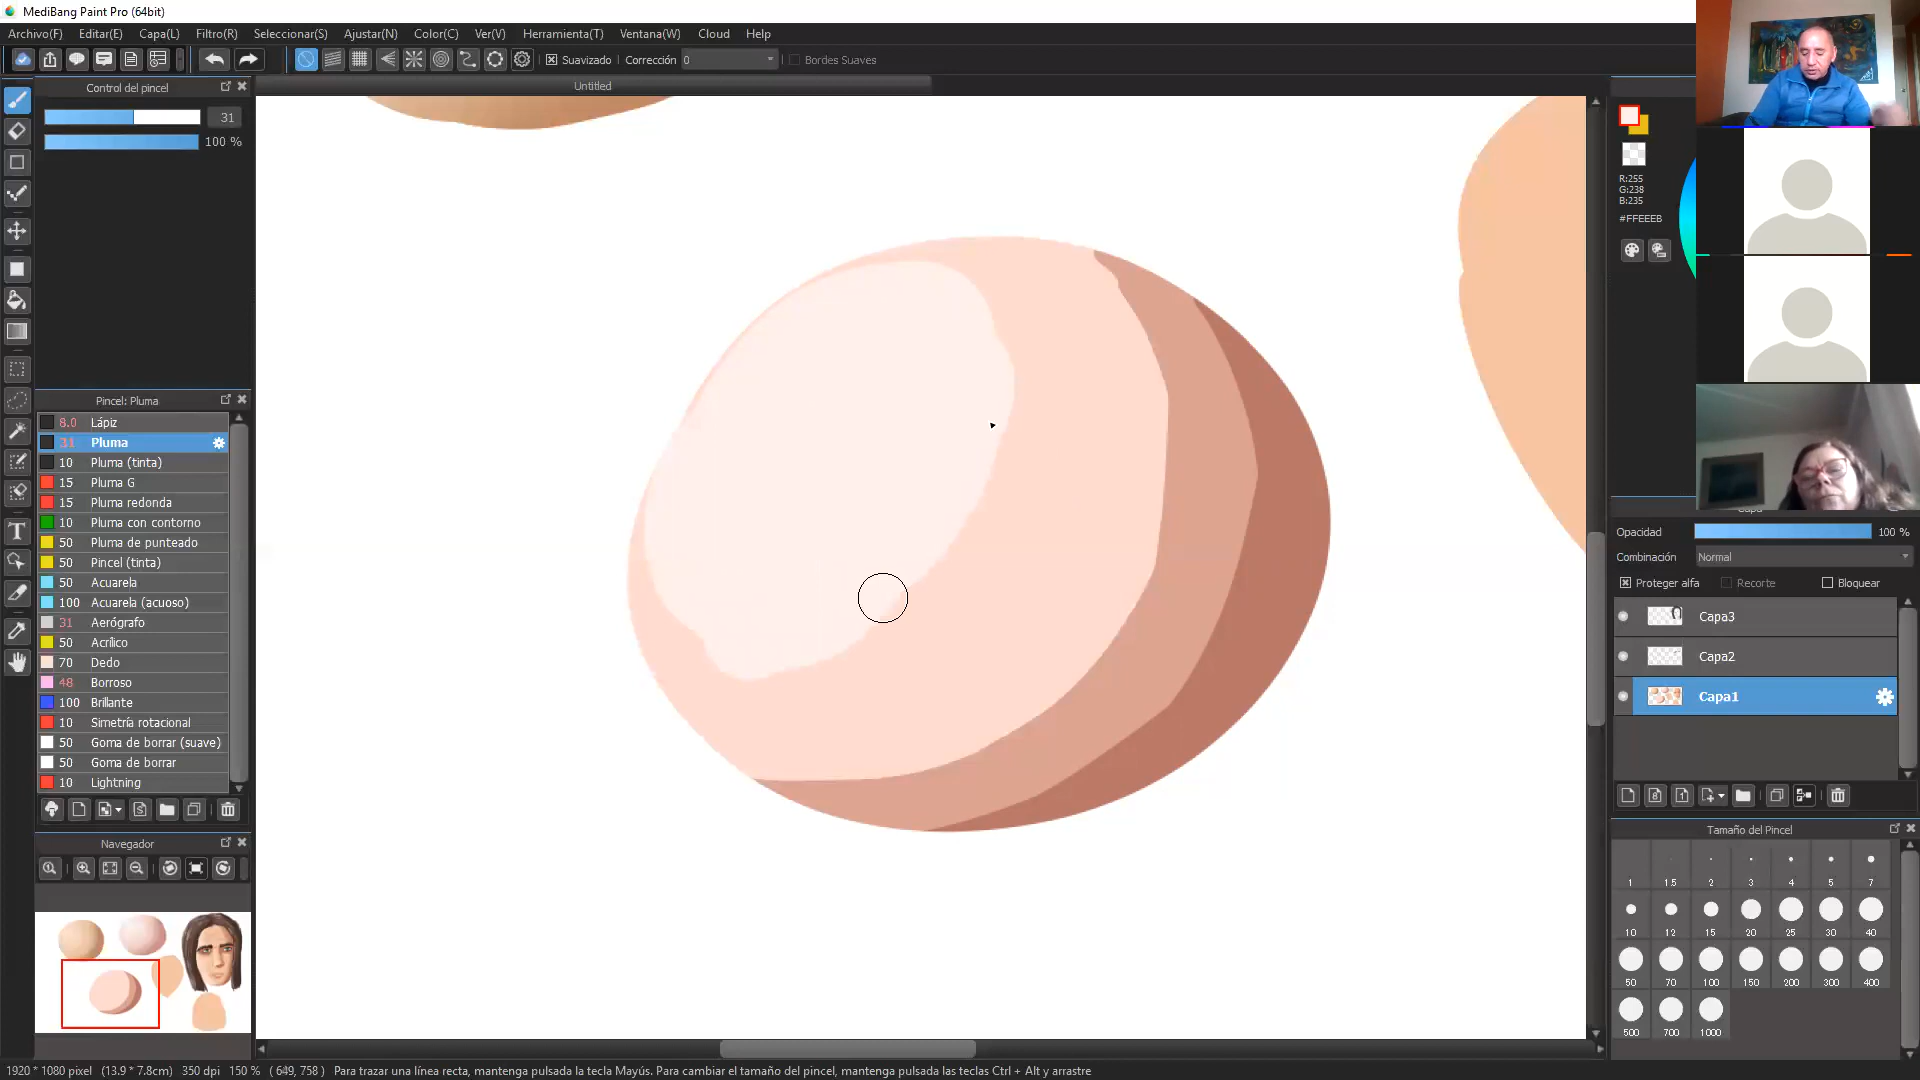 MediBang Paint Pro (64bit)
Archivo(F) Editar(E) Capa(L) Filtro(R) Seleccionar(S) Ajustar(N) Color(C) Ver(V) Herramienta(T) Ventana(W) Cloud Help
Suavizado Corrección 0 Bordes Suaves
Control del pincel
Untitled
31
100 %
R:255
G:238
B:235
#FFEEEB
Pincel: Pluma
8.0 Lápiz
31 Pluma
10 Pluma (tinta)
15 Pluma G
15 Pluma redonda
10 Pluma con contorno
50 Pluma de punteado
50 Pincel (tinta)
50 Acuarela
100 Acuarela (acuoso)
31 Aerógrafo
50 Acrílico
70 Dedo
48 Borroso
100 Brillante
10 Simetría rotacional
50 Goma de borrar (suave)
50 Goma de borrar
10 Lightning
Opacidad 100 %
Combinación Normal
Proteger alfa Recorte Bloquear
Capa3
Capa2
Capa1
Navegador
Tamaño del Pincel
1 1.5 2 3 4 5 7
10 12 15 20 25 30 40
50 70 100 150 200 300 400
500 700 1000
1920 * 1080 pixel (13.9 * 7.8cm) 350 dpi 150 % ( 649, 758 ) Para trazar una línea recta, mantenga pulsada la tecla Mayús. Para cambiar el tamaño del pincel, mantenga pulsada las teclas Ctrl + Alt y arrastre